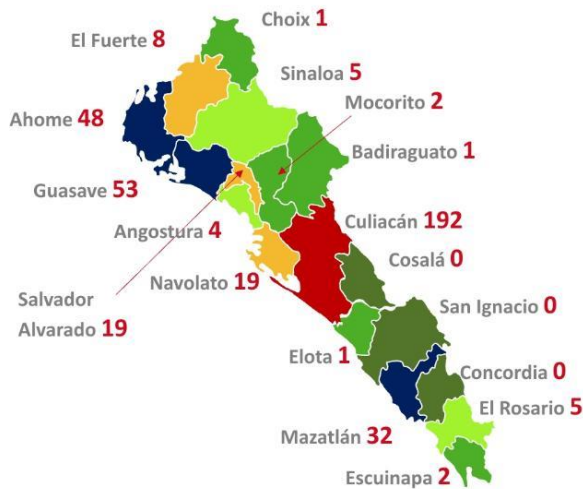 Choix 1
El Fuerte 8
Sinaloa 5
Mocorito 2
Ahome 48
Badiraguato 1
Guasave 53
Culiacán 192
Angostura 4
Cosalá 0
Navolato 19
Salvador
Alvarado 19
San Ignacio 0
Elota 1
Concordia 0
El Rosario 5
Mazatlán 32
Escuinapa 2